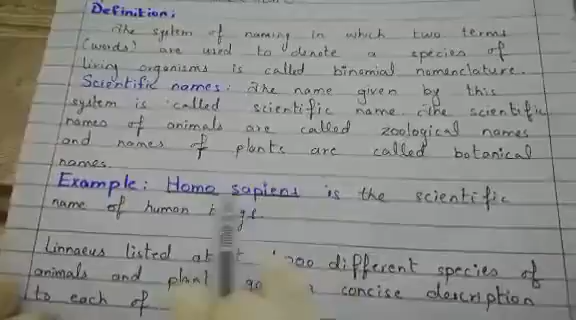 Definition:
The system of naming in which two terms
(words) are used to denote a species of
living organisms is called binomial nomenclature.
Scientific names: The name given by this
system is called scientific name. The scientific
names of animals are called zoological names
and names of plants are called botanical
names.
Example: Homo sapiens is the scientific
name of human
Linnaeus listed different species of
animals and concise description
to each of